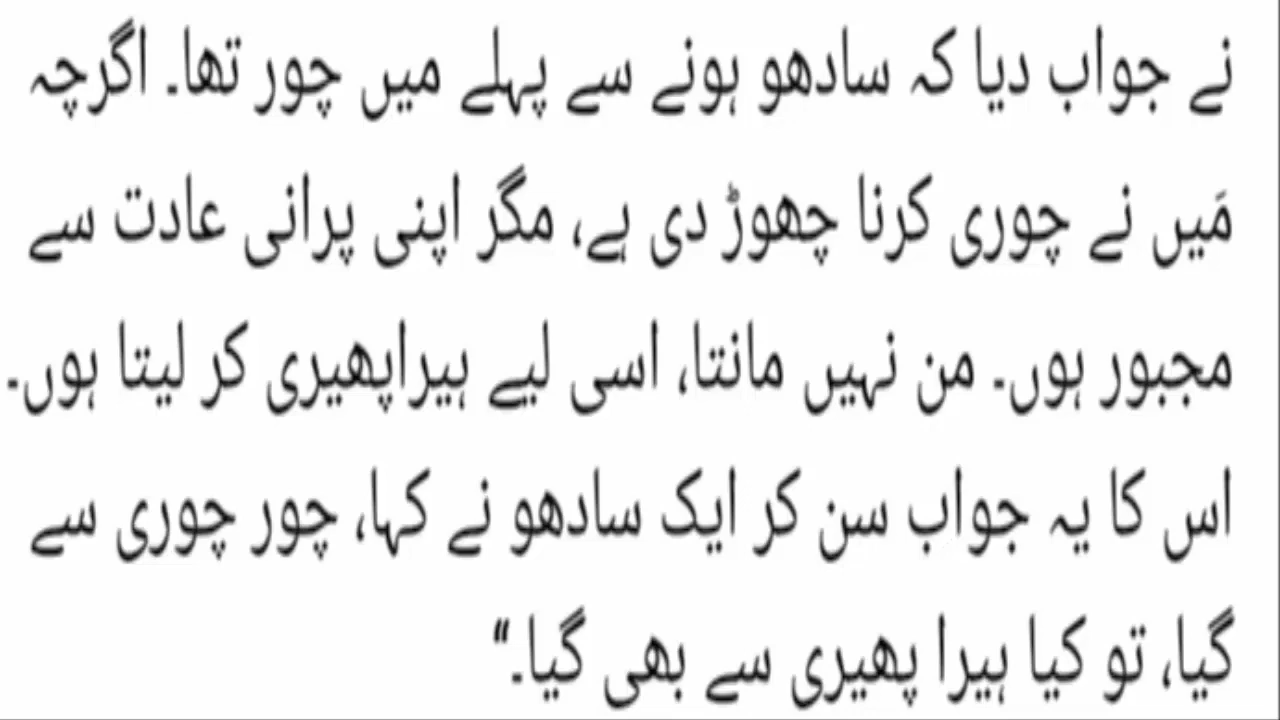 نے جواب دیا کہ سادھو ہونے سے پہلے میں چور تھا۔ اگرچہ
مَیں نے چوری کرنا چھوڑ دی ہے، مگر اپنی پرانی عادت سے
مجبور ہوں۔ من نہیں مانتا، اسی لیے ہیراپھیری کر لیتا ہوں۔
اس کا یہ جواب سن کر ایک سادھو نے کہا، چور چوری سے
گیا، تو کیا ہیرا پھیری سے بھی گیا۔“